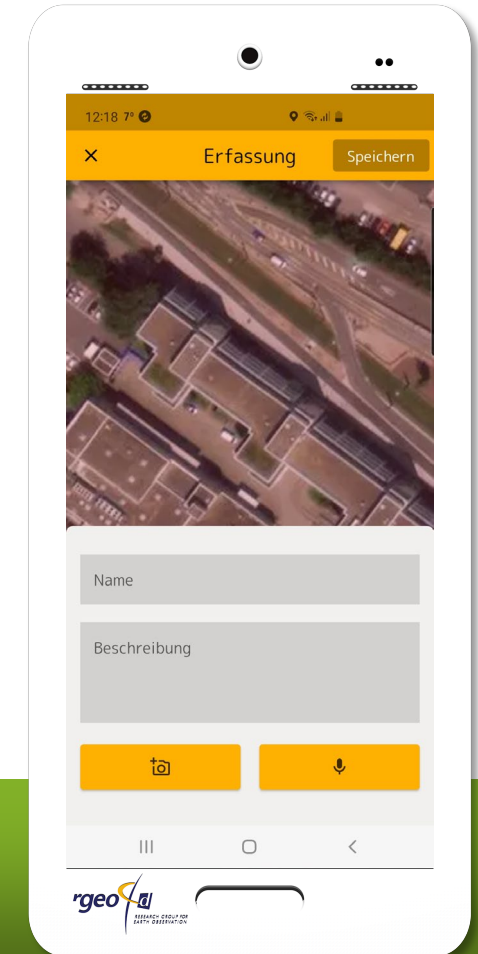 12:18 7°
Erfassung
Speichern
Name
Beschreibung
rgeo d
RESEARCH GROUP FOR
EARTH OBSERVATION